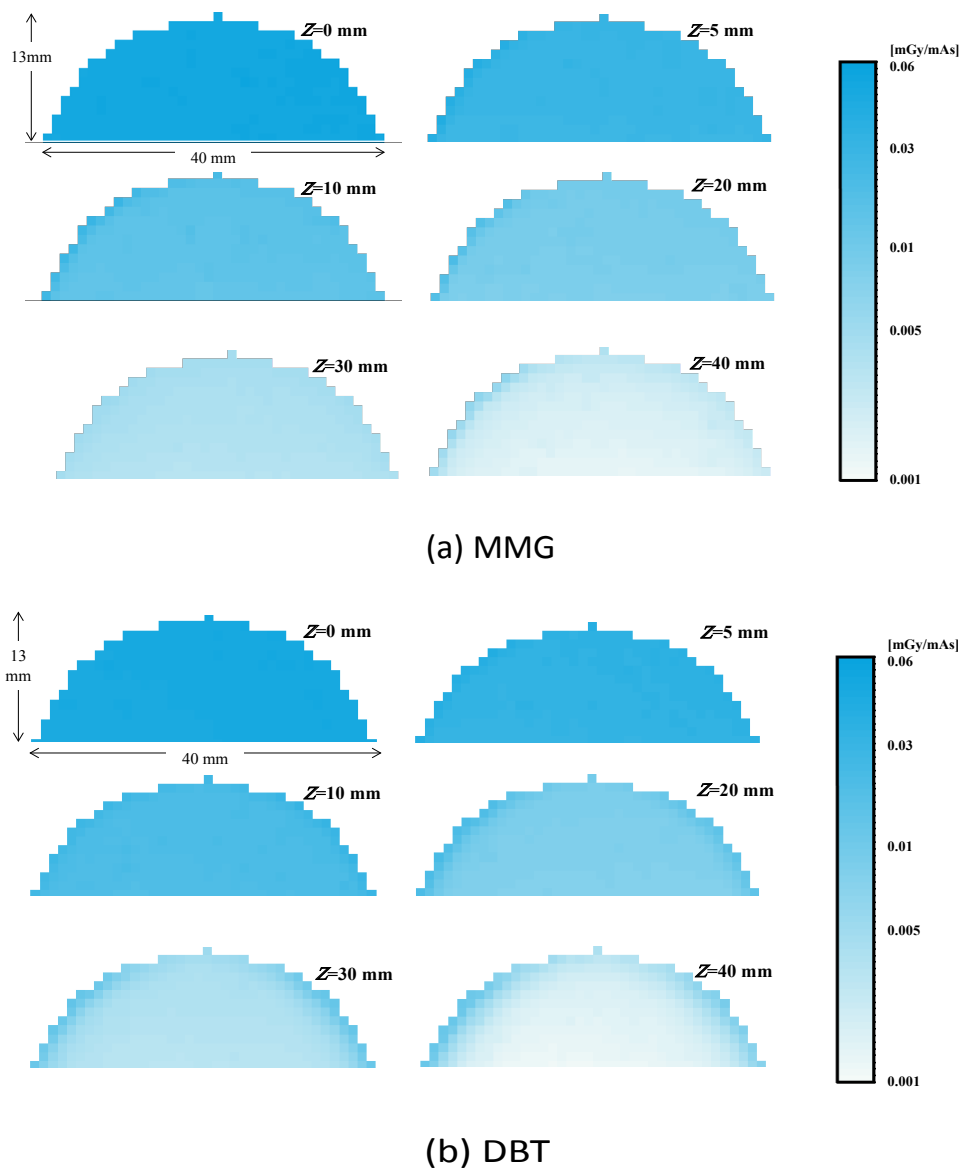 Z=0 mm
Z=5 mm
[mGy/mAs]
0.06
13mm
0.03
40 mm
Z=10 mm
Z=20 mm
0.01
0.005
Z=30 mm
Z=40 mm
0.001
(a) MMG
Z=0 mm
Z=5 mm
[mGy/mAs]
0.06
13
mm
0.03
40 mm
Z=10 mm
Z=20 mm
0.01
0.005
Z=30 mm
Z=40 mm
0.001
(b) DBT